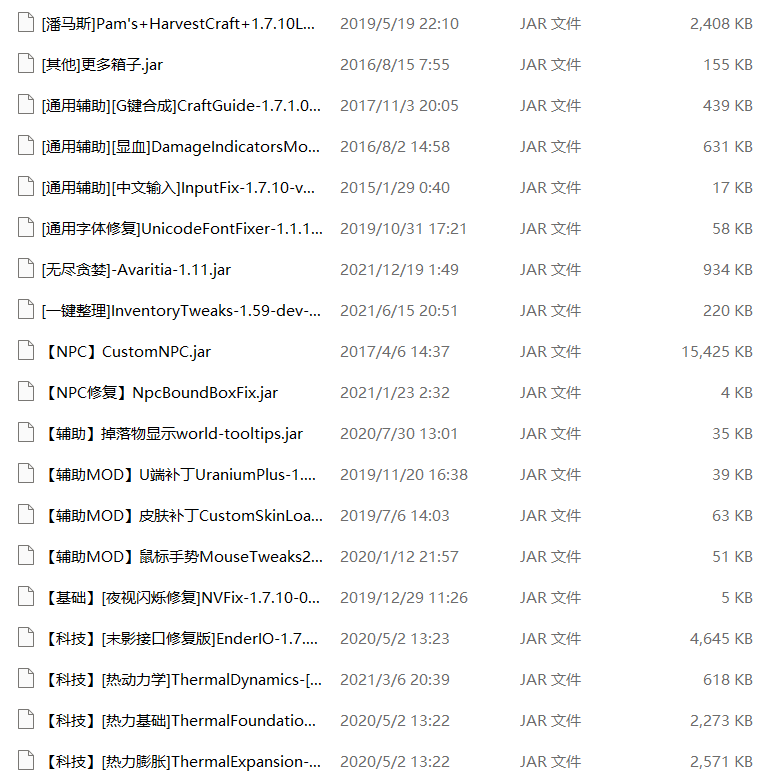 [潘马斯]Pam's+HarvestCraft+1.7.10L... 2019/5/19 22:10 JAR 文件 2,408 KB
[其他]更多箱子.jar 2016/8/15 7:55 JAR 文件 155 KB
[通用辅助][G键合成]CraftGuide-1.7.1.0... 2017/11/3 20:05 JAR 文件 439 KB
[通用辅助][显血]DamageIndicatorsMo... 2016/8/2 14:58 JAR 文件 631 KB
[通用辅助][中文输入]InputFix-1.7.10-v... 2015/1/29 0:40 JAR 文件 17 KB
[通用字体修复]UnicodeFontFixer-1.1.1... 2019/10/31 17:21 JAR 文件 58 KB
[无尽贪婪]-Avaritia-1.11.jar 2021/12/19 1:49 JAR 文件 934 KB
[一键整理]InventoryTweaks-1.59-dev-... 2021/6/15 20:51 JAR 文件 220 KB
【NPC】CustomNPC.jar 2017/4/6 14:37 JAR 文件 15,425 KB
【NPC修复】NpcBoundBoxFix.jar 2021/1/23 2:32 JAR 文件 4 KB
【辅助】掉落物显示world-tooltips.jar 2020/7/30 13:01 JAR 文件 35 KB
【辅助MOD】U端补丁UraniumPlus-1.... 2019/11/20 16:38 JAR 文件 39 KB
【辅助MOD】皮肤补丁CustomSkinLoa... 2019/7/6 14:03 JAR 文件 63 KB
【辅助MOD】鼠标手势MouseTweaks2... 2020/1/12 21:57 JAR 文件 51 KB
【基础】[夜视闪烁修复]NVFix-1.7.10-0... 2019/12/29 11:26 JAR 文件 5 KB
【科技】[末影接口修复版]EnderIO-1.7.... 2020/5/2 13:23 JAR 文件 4,645 KB
【科技】[热动力学]ThermalDynamics-[... 2021/3/6 20:39 JAR 文件 618 KB
【科技】[热力基础]ThermalFoundatio... 2020/5/2 13:22 JAR 文件 2,273 KB
【科技】[热力膨胀]ThermalExpansion-... 2020/5/2 13:22 JAR 文件 2,571 KB